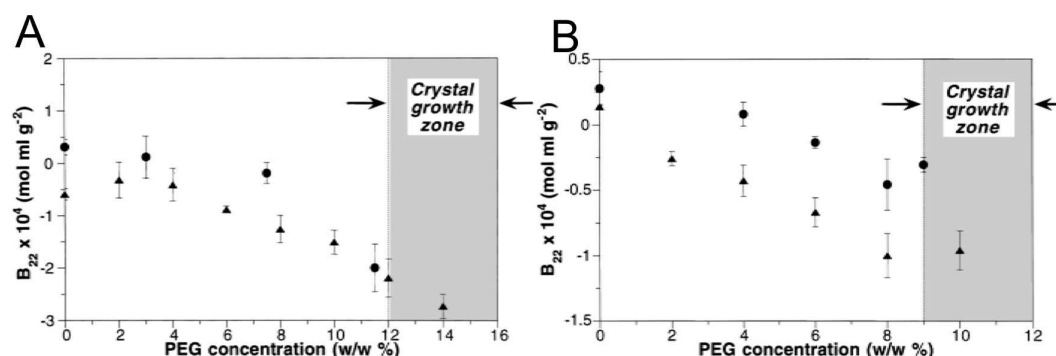 A
B
2
1
0
-1
-2
-3
B22 x 10^4 (mol ml g^-2)
Crystal
growth
zone
0 2 4 6 8 10 12 14 16
PEG concentration (w/w %)
0.5
0
-0.5
-1
-1.5
B22 x 10^4 (mol ml g^-2)
Crystal
growth
zone
0 2 4 6 8 10 12
PEG concentration (w/w %)